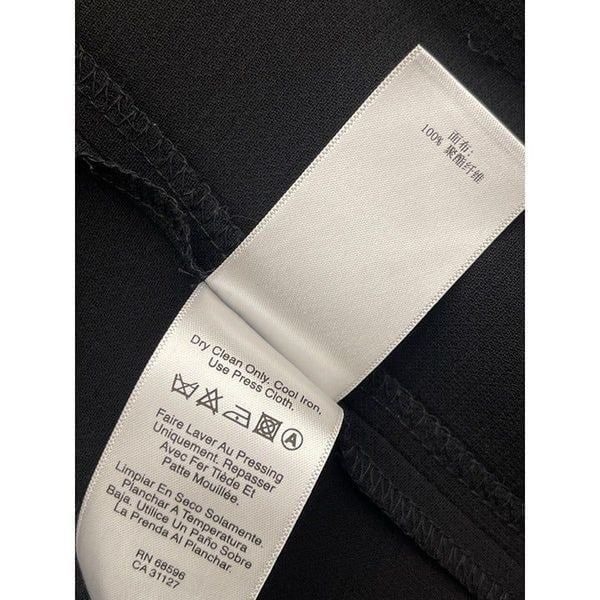 面布:
100% 聚酯纤维
Dry Clean Only. Cool Iron.
Use Press Cloth.
Faire Laver Au Pressing
Uniquement. Repasser
Avec Fer Tiède Et
Patte Mouillée.
Limpiar En Seco Solamente.
Planchar A Temperatura
Baja. Utilice Un Paño Sobre
La Prenda Al Planchar.
RN 68596
CA 31127